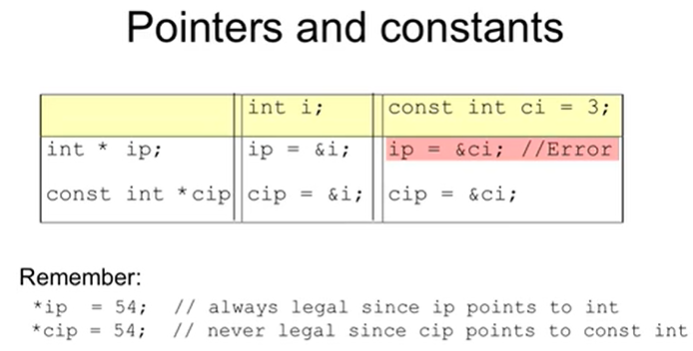 Pointers and constants
int i; const int ci = 3;
int * ip; ip = &i; ip = &ci; //Error
const int *cip cip = &i; cip = &ci;
Remember:
*ip = 54; // always legal since ip points to int
*cip = 54; // never legal since cip points to const int